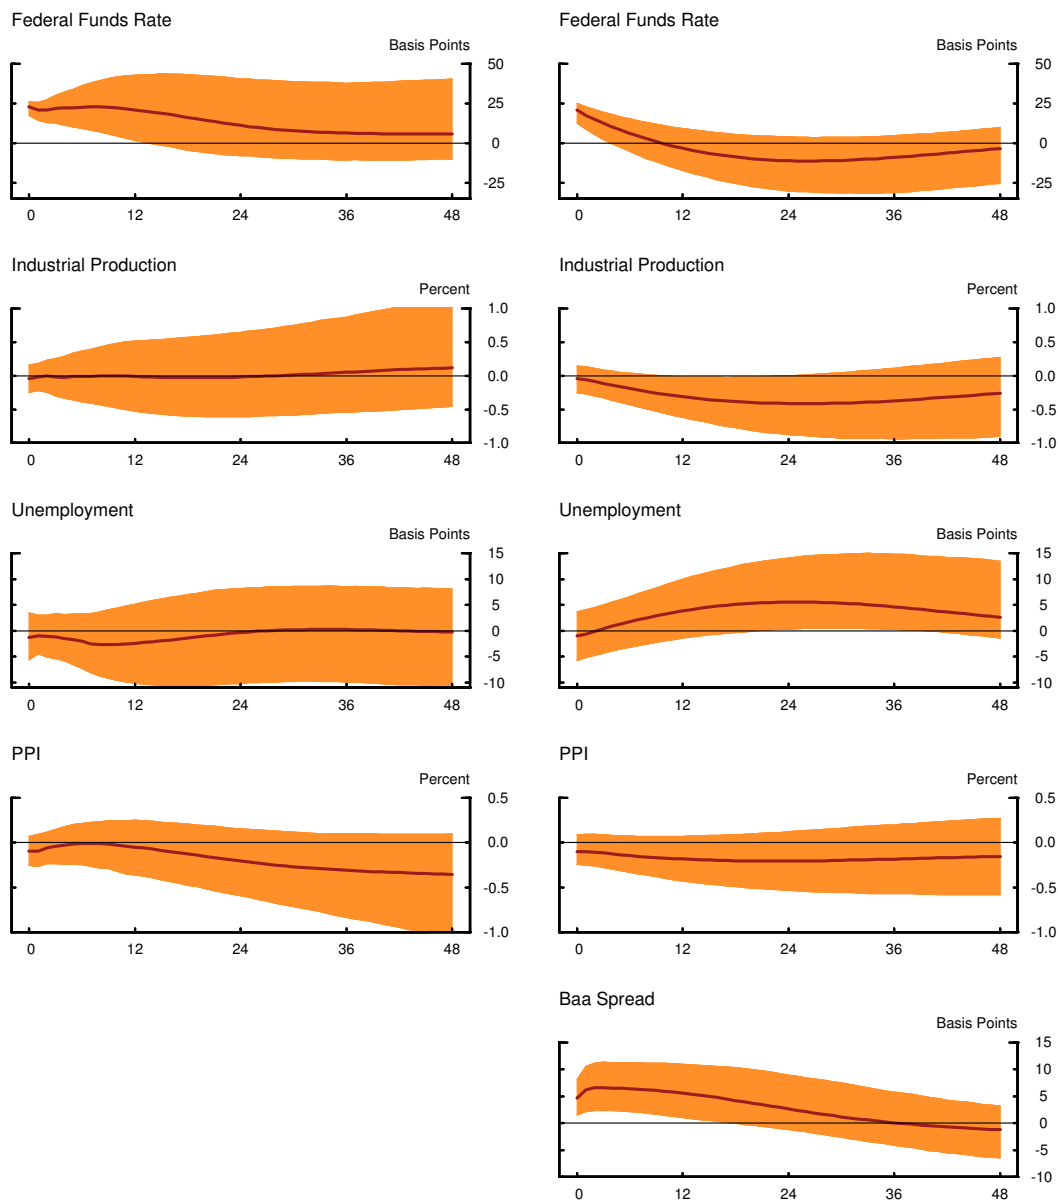 Federal Funds Rate
Basis Points
50
25
0
-25
0 12 24 36 48
Federal Funds Rate
Basis Points
50
25
0
-25
0 12 24 36 48
Industrial Production
Percent
1.0
0.5
0.0
-0.5
-1.0
0 12 24 36 48
Industrial Production
Percent
1.0
0.5
0.0
-0.5
-1.0
0 12 24 36 48
Unemployment
Basis Points
15
10
5
0
-5
-10
0 12 24 36 48
Unemployment
Basis Points
15
10
5
0
-5
-10
0 12 24 36 48
PPI
Percent
0.5
0.0
-0.5
-1.0
0 12 24 36 48
PPI
Percent
0.5
0.0
-0.5
-1.0
0 12 24 36 48
Baa Spread
Basis Points
15
10
5
0
-5
-10
0 12 24 36 48